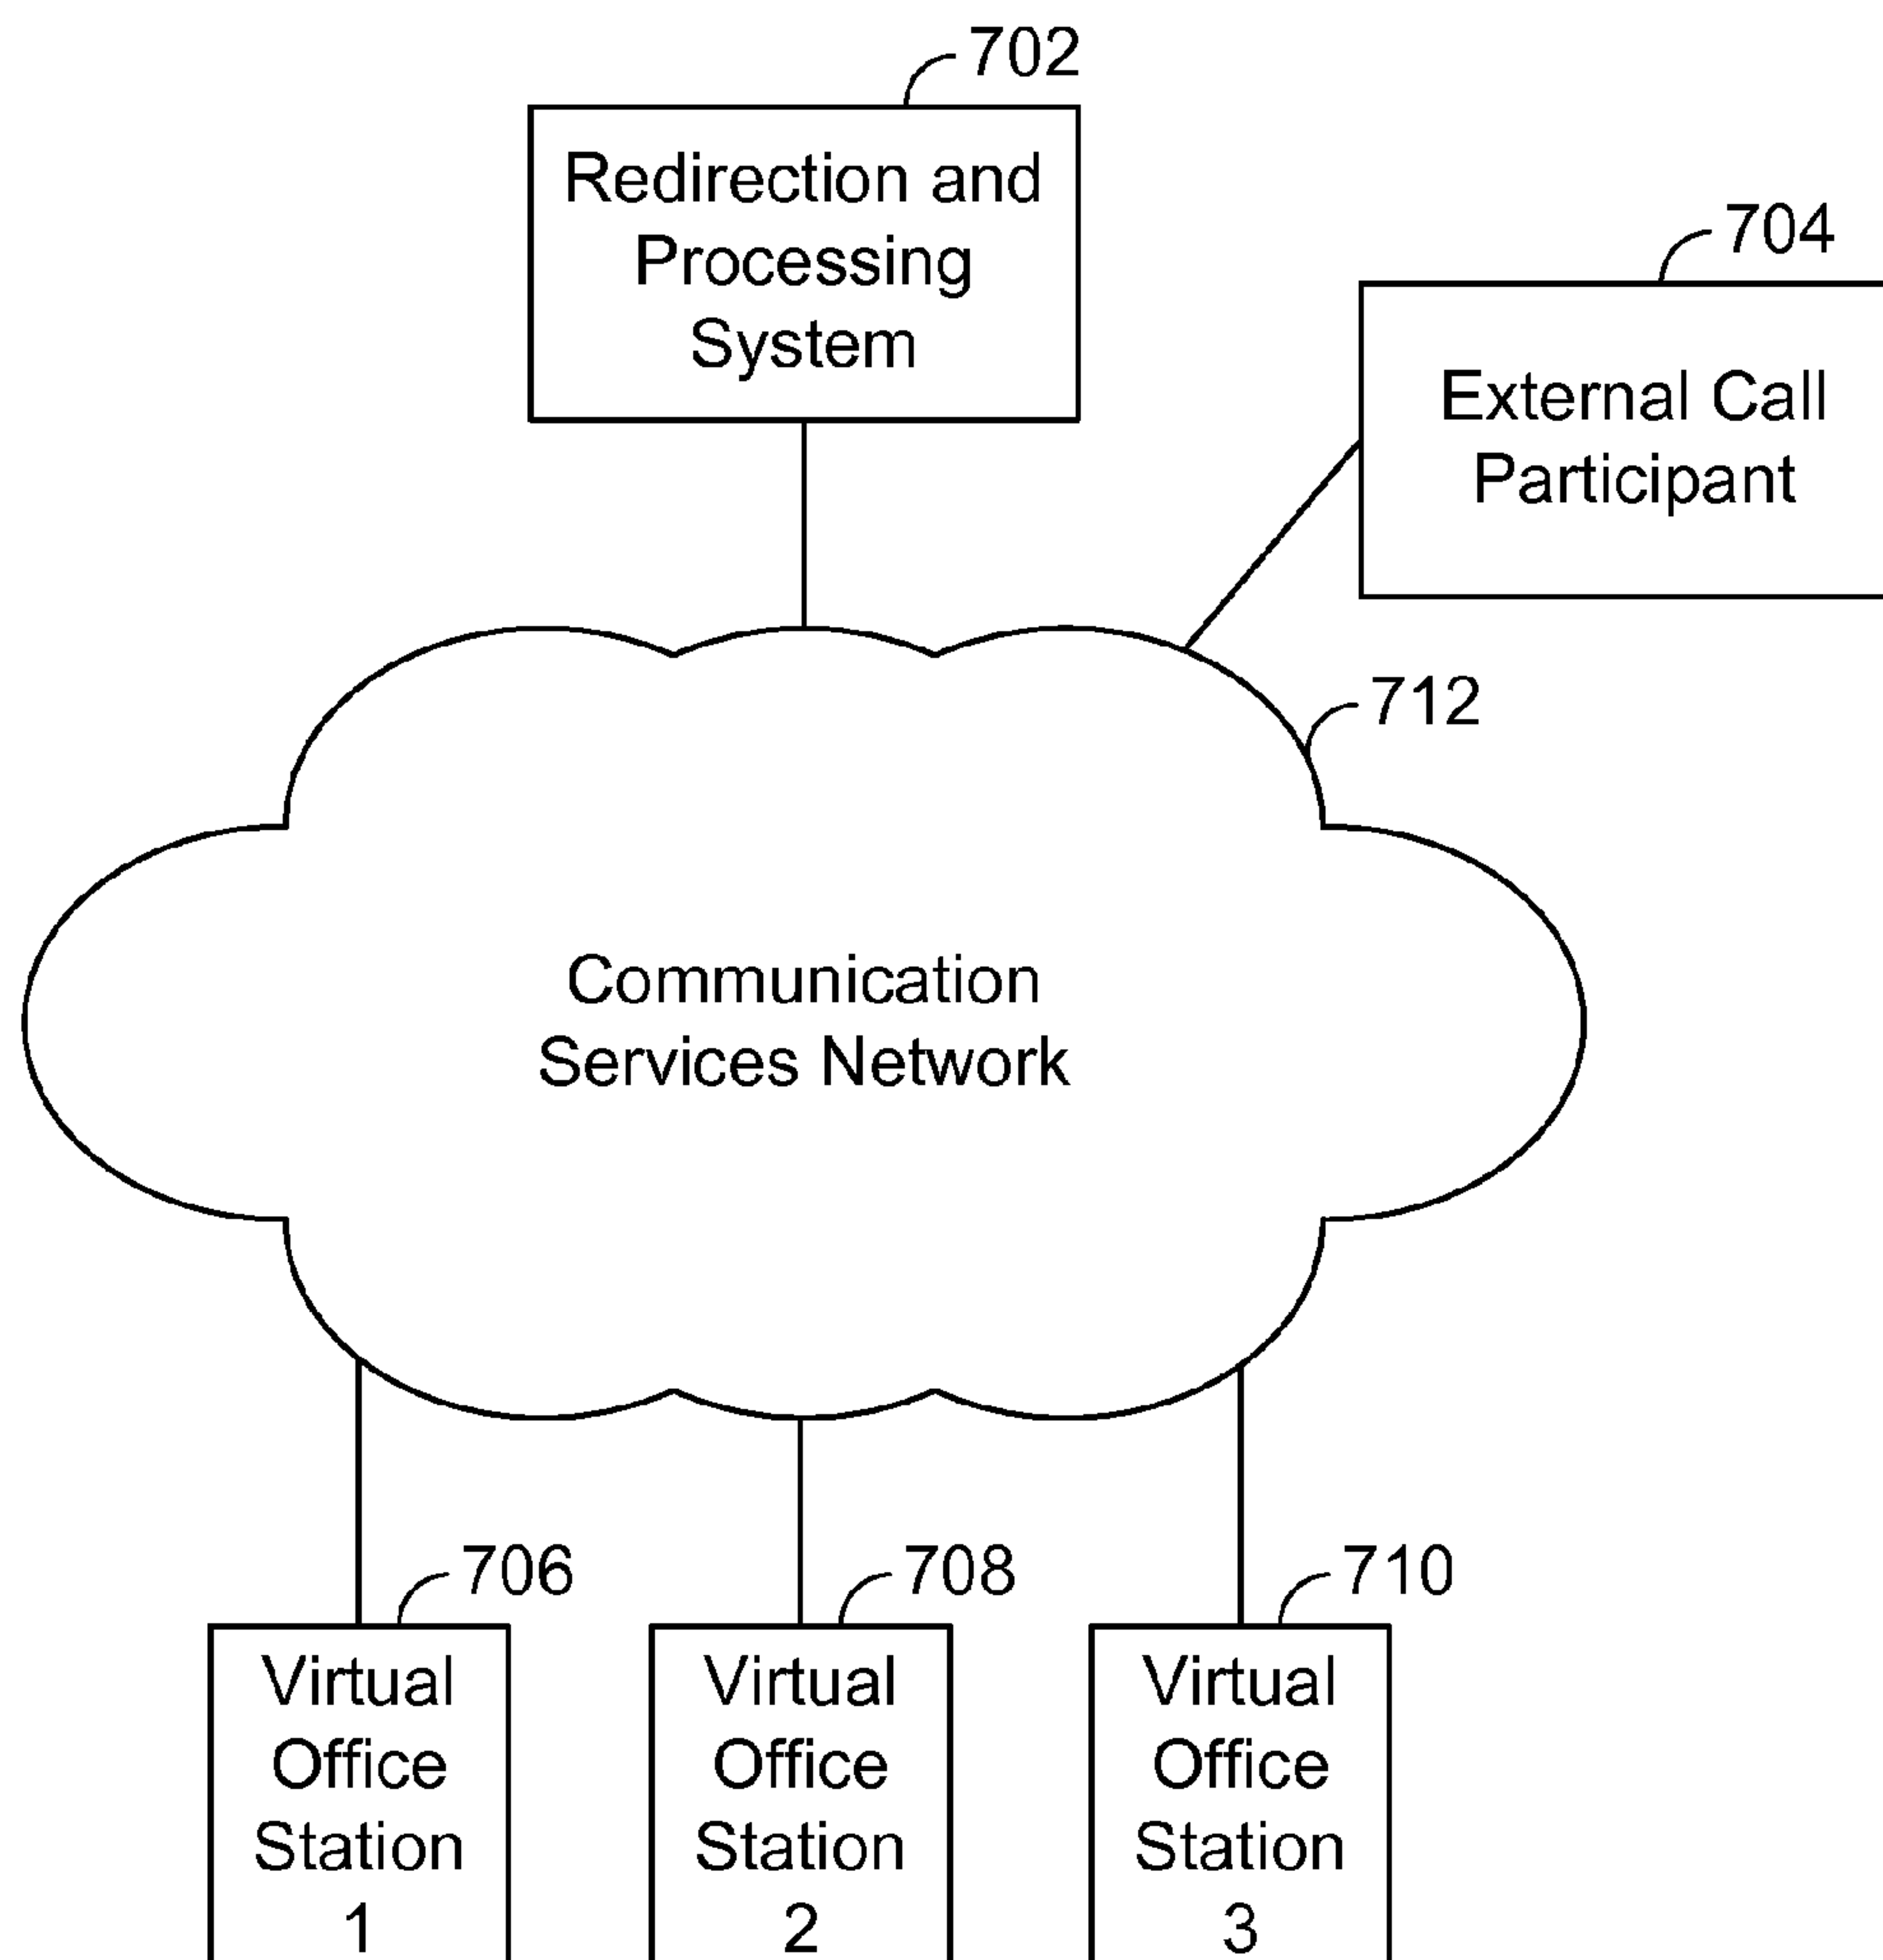 702
Redirection and
Processing
System
704
External Call
Participant
712
Communication
Services Network
706
Virtual
Office
Station
1
708
Virtual
Office
Station
2
710
Virtual
Office
Station
3